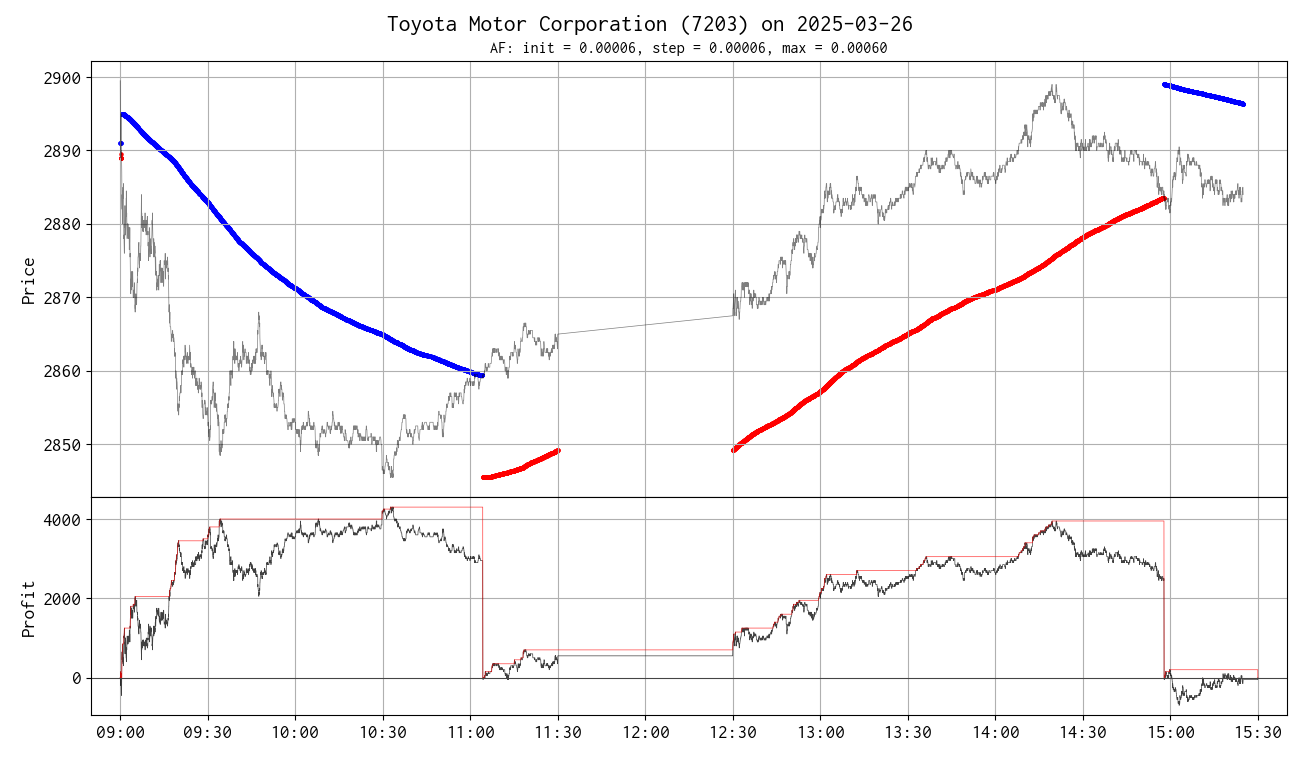 Toyota Motor Corporation (7203) on 2025-03-26
AF: init = 0.00006, step = 0.00006, max = 0.00060
Price
2900
2890
2880
2870
2860
2850
Profit
4000
2000
0
09:00 09:30 10:00 10:30 11:00 11:30 12:00 12:30 13:00 13:30 14:00 14:30 15:00 15:30